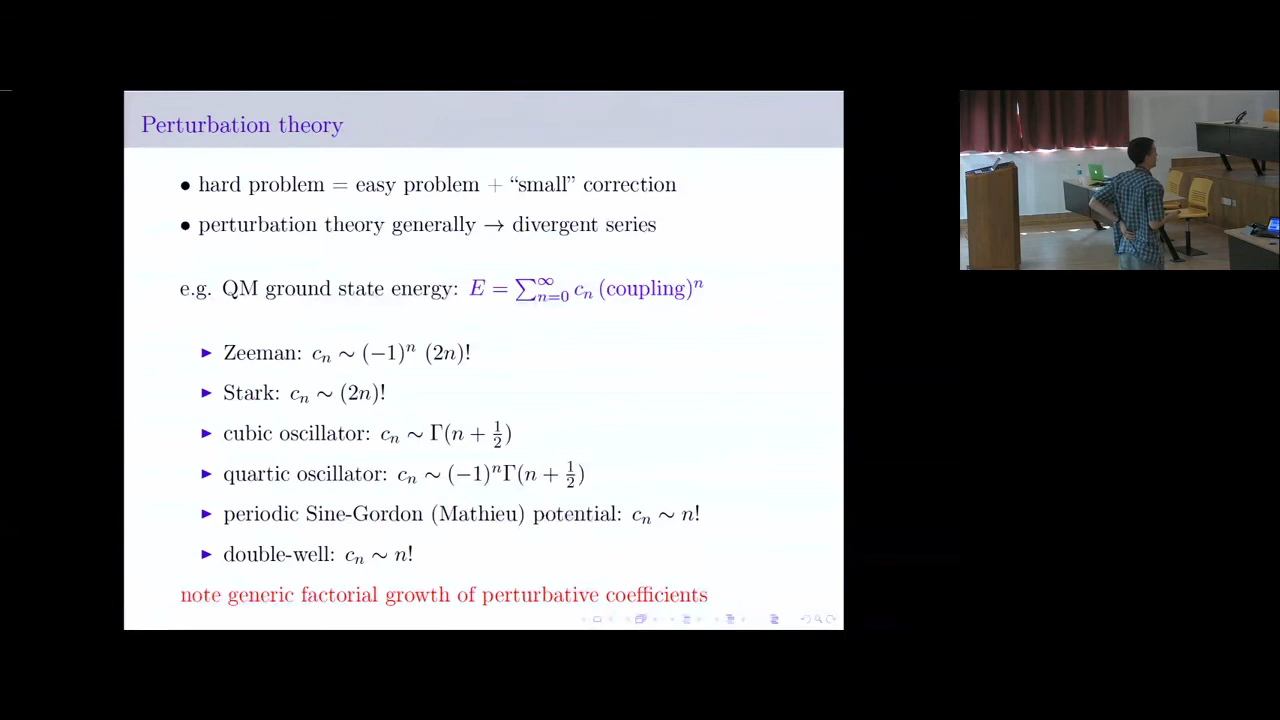 Perturbation theory
• hard problem = easy problem + “small” correction
• perturbation theory generally → divergent series
e.g. QM ground state energy: E = ∑_{n=0}^{∞} c_n (coupling)^n
▶ Zeeman: c_n ∼ (−1)^n (2n)!
▶ Stark: c_n ∼ (2n)!
▶ cubic oscillator: c_n ∼ Γ(n + 1/2)
▶ quartic oscillator: c_n ∼ (−1)^n Γ(n + 1/2)
▶ periodic Sine-Gordon (Mathieu) potential: c_n ∼ n!
▶ double-well: c_n ∼ n!
note generic factorial growth of perturbative coefficients